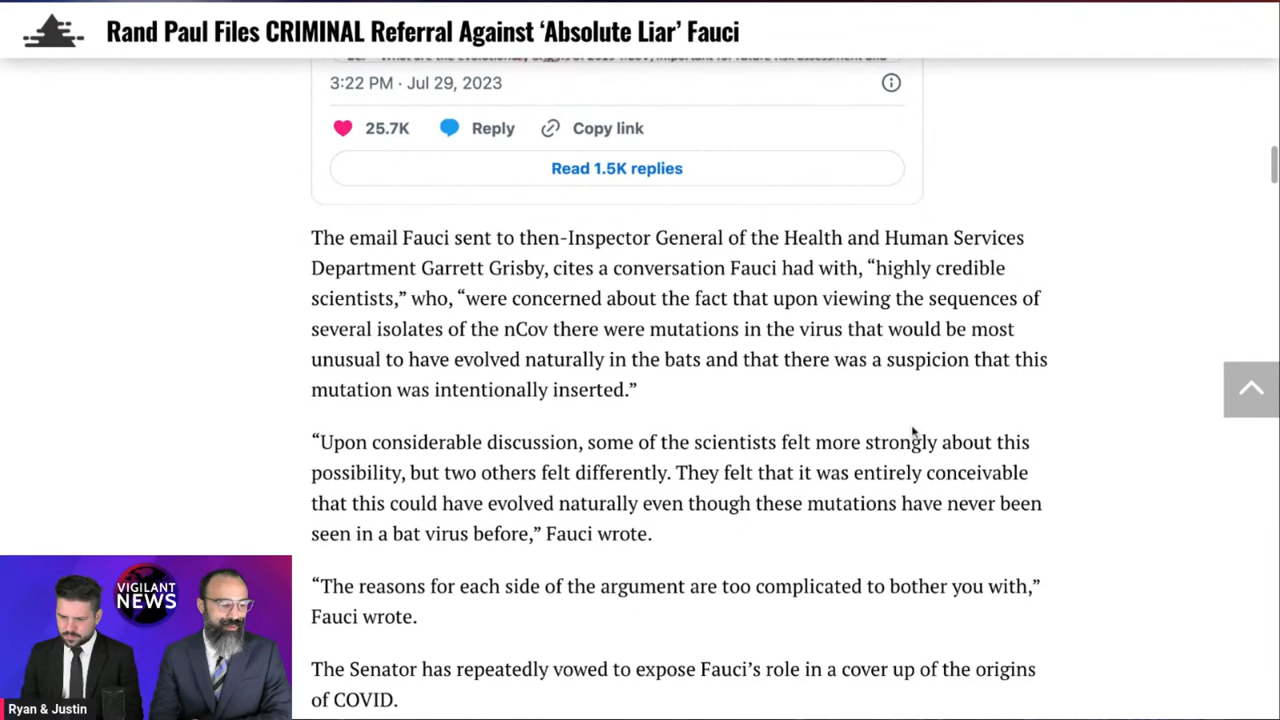 Rand Paul Files CRIMINAL Referral Against ‘Absolute Liar’ Fauci
3:22 PM · Jul 29, 2023
25.7K Reply Copy link
Read 1.5K replies
The email Fauci sent to then-Inspector General of the Health and Human Services
Department Garrett Grisby, cites a conversation Fauci had with, “highly credible
scientists,” who, “were concerned about the fact that upon viewing the sequences of
several isolates of the nCov there were mutations in the virus that would be most
unusual to have evolved naturally in the bats and that there was a suspicion that this
mutation was intentionally inserted.”
“Upon considerable discussion, some of the scientists felt more strongly about this
possibility, but two others felt differently. They felt that it was entirely conceivable
that this could have evolved naturally even though these mutations have never been
seen in a bat virus before,” Fauci wrote.
“The reasons for each side of the argument are too complicated to bother you with,”
Fauci wrote.
The Senator has repeatedly vowed to expose Fauci’s role in a cover up of the origins
of COVID.
VIGILANT
NEWS
Ryan & Justin